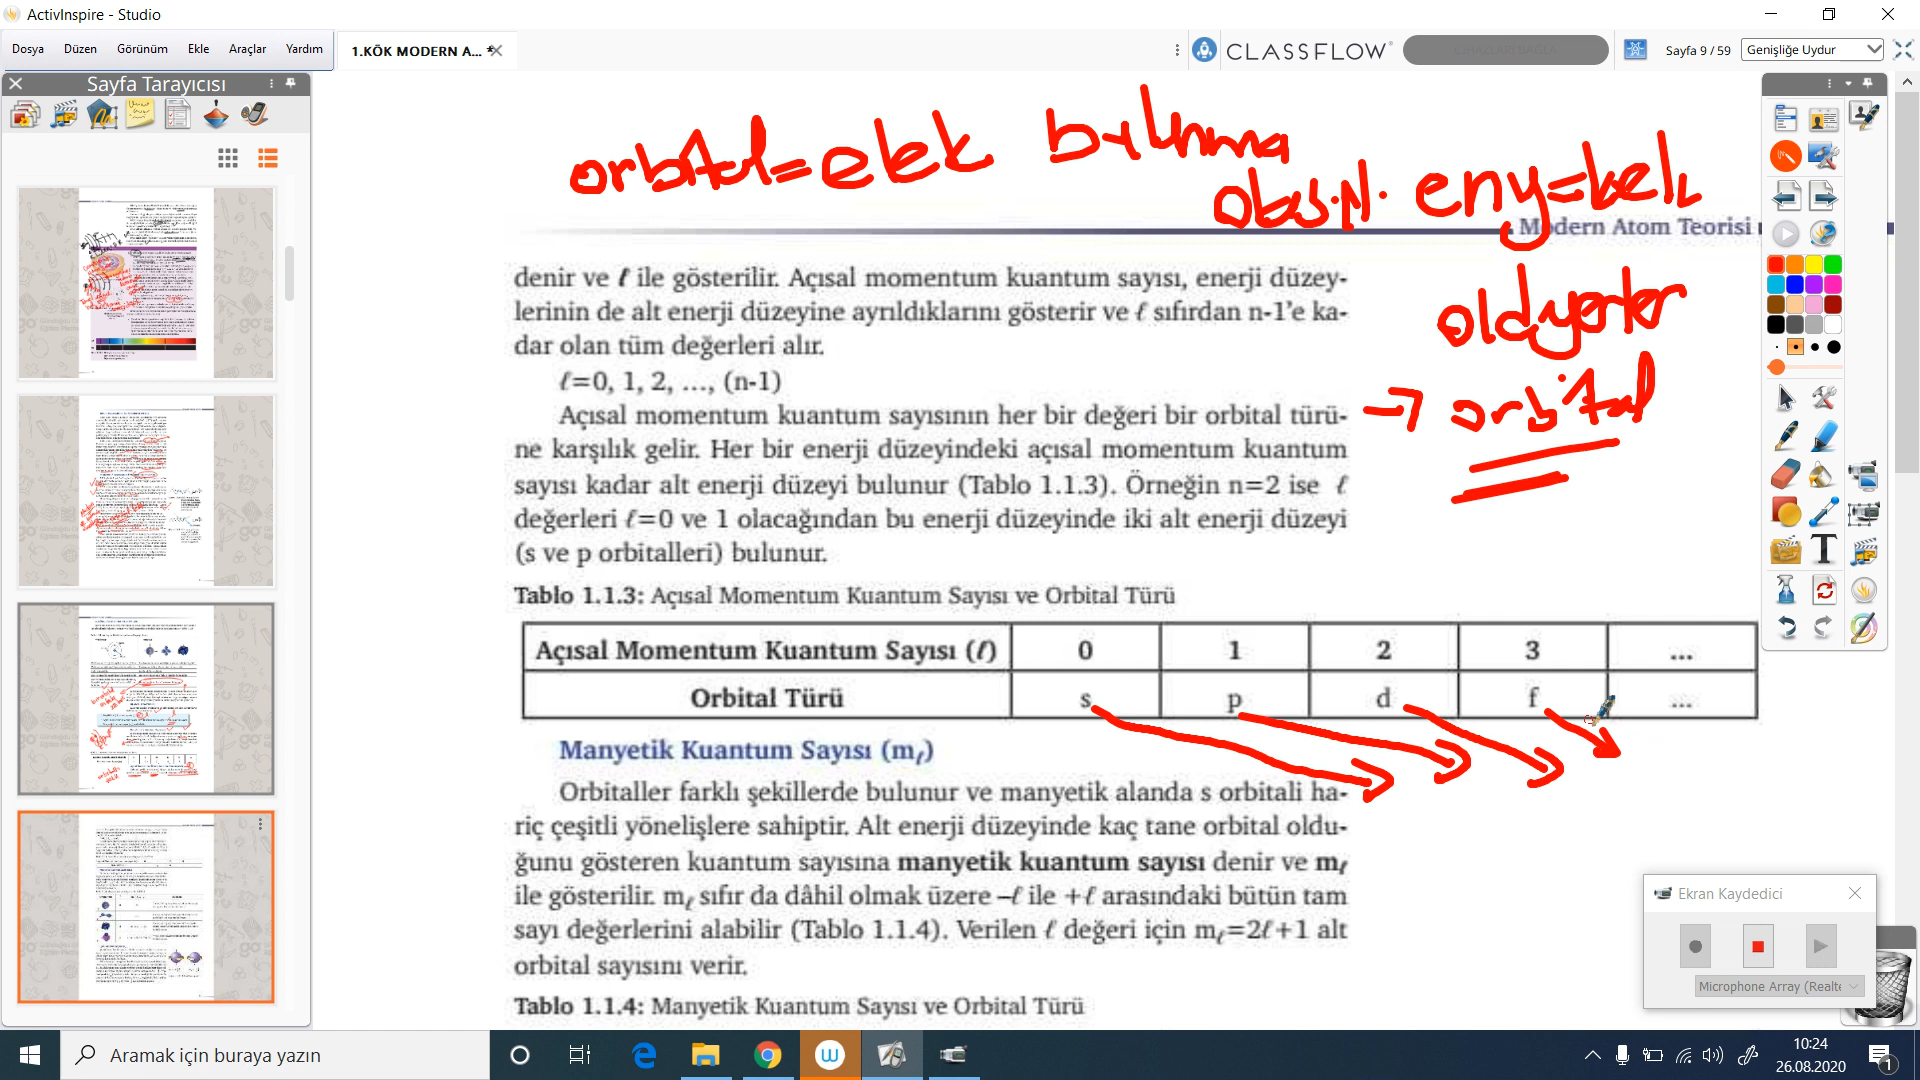 ActivInspire - Studio
Dosya Düzen Görünüm Ekle Araçlar Yardım
1.KÖK MODERN A... *
CLASSFLOW
Sayfa 9 / 59
Genişliğe Uydur
Sayfa Tarayıcısı
orbital=elek bulunma
olas.N. eny=bek
Modern Atom Teorisi
denir ve ℓ ile gösterilir. Açısal momentum kuantum sayısı, enerji düzey-
lerinin de alt enerji düzeyine ayrıldıklarını gösterir ve ℓ sıfırdan n-1’e ka-
dar olan tüm değerleri alır.
ℓ=0, 1, 2, ..., (n-1)
Açısal momentum kuantum sayısının her bir değeri bir orbital türü-
ne karşılık gelir. Her bir enerji düzeyindeki açısal momentum kuantum
sayısı kadar alt enerji düzeyi bulunur (Tablo 1.1.3). Örneğin n=2 ise ℓ
değerleri ℓ=0 ve 1 olacağından bu enerji düzeyinde iki alt enerji düzeyi
(s ve p orbitalleri) bulunur.
old yerler
→ orbital
Tablo 1.1.3: Açısal Momentum Kuantum Sayısı ve Orbital Türü
Açısal Momentum Kuantum Sayısı (ℓ) 0 1 2 3 ...
Orbital Türü s p d f ...
Manyetik Kuantum Sayısı (mℓ)
Orbitaller farklı şekillerde bulunur ve manyetik alanda s orbitali ha-
riç çeşitli yönelişlere sahiptir. Alt enerji düzeyinde kaç tane orbital oldu-
ğunu gösteren kuantum sayısına manyetik kuantum sayısı denir ve mℓ
ile gösterilir. mℓ sıfır da dâhil olmak üzere –ℓ ile +ℓ arasındaki bütün tam
sayı değerlerini alabilir (Tablo 1.1.4). Verilen ℓ değeri için mℓ=2ℓ+1 alt
orbital sayısını verir.
Tablo 1.1.4: Manyetik Kuantum Sayısı ve Orbital Türü
Ekran Kaydedici
Microphone Array (Realte
Aramak için buraya yazın
10:24
26.08.2020
1